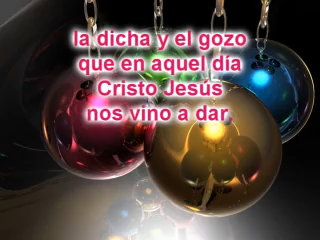 la dicha y el gozo
que en aquel día
Cristo Jesús
nos vino a dar,